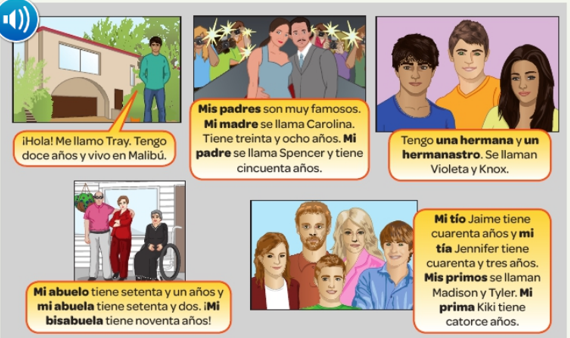 ¡Hola! Me llamo Tray. Tengo
doce años y vivo en Malibú.
Mis padres son muy famosos.
Mi madre se llama Carolina.
Tiene treinta y ocho años. Mi
padre se llama Spencer y tiene
cincuenta años.
Tengo una hermana y un
hermanastro. Se llaman
Violeta y Knox.
Mi abuelo tiene setenta y un años y
mi abuela tiene setenta y dos. ¡Mi
bisabuela tiene noventa años!
Mi tío Jaime tiene
cuarenta años y mi
tía Jennifer tiene
cuarenta y tres años.
Mis primos se llaman
Madison y Tyler. Mi
prima Kiki tiene
catorce años.